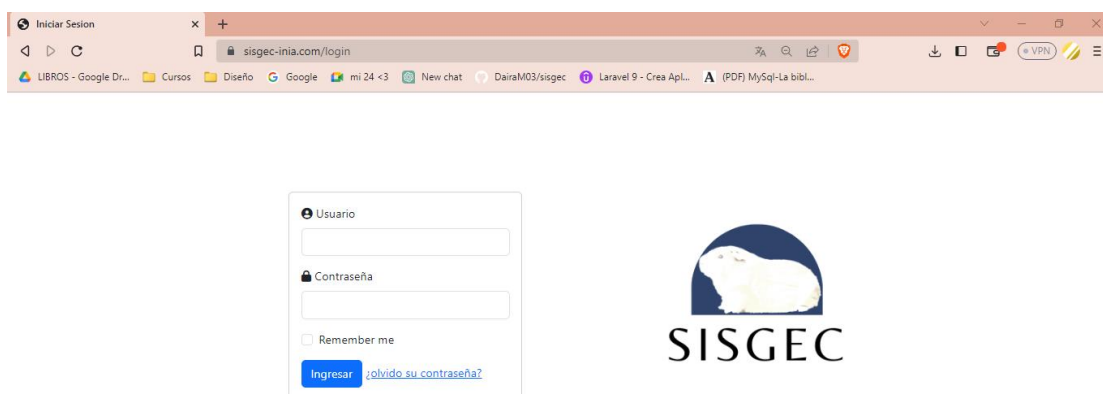 Iniciar Sesion
sisgec-inia.com/login
VPN
LIBROS - Google Dr... Cursos Diseño Google mi 24 <3 New chat DairaM03/sisgec Laravel 9 - Crea Apl... (PDF) MySql-La bibl...
Usuario
Contraseña
Remember me
Ingresar ¿olvido su contraseña?
SISGEC